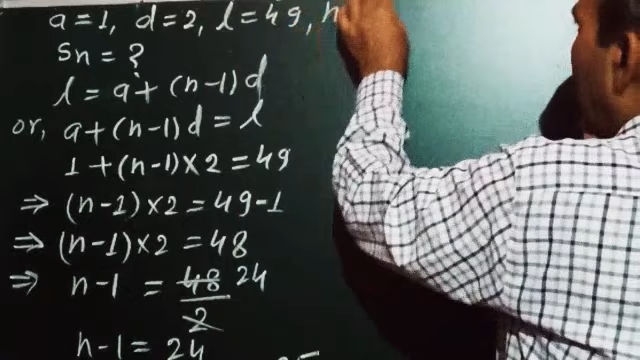 a = 1, d = 2, l = 49, n
Sn = ?
l = a + (n-1)d
or, a + (n-1)d = l
1 + (n-1) × 2 = 49
⇒ (n-1) × 2 = 49-1
⇒ (n-1) × 2 = 48
⇒ n-1 = 48/2 24
n-1 = 24